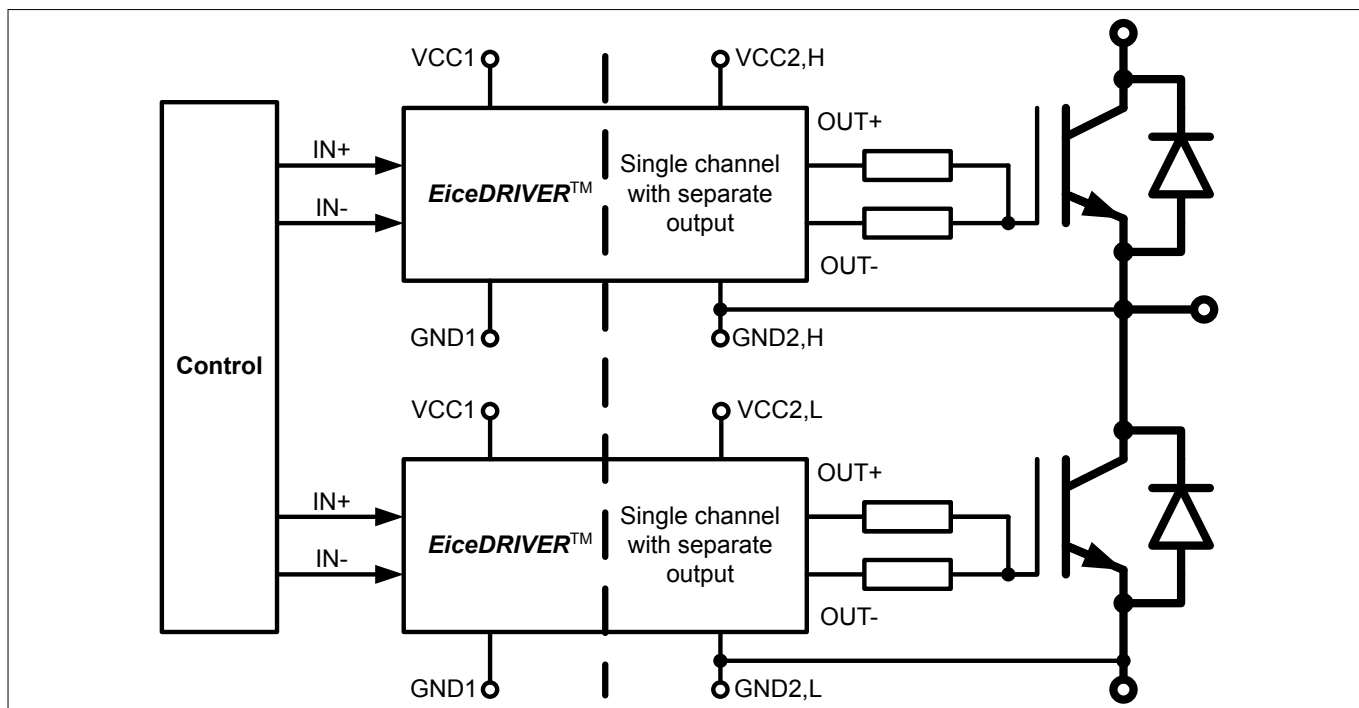 VCC1
VCC2,H
OUT+
IN+
IN-
EiceDRIVER™
Single channel
with separate
output
OUT-
GND1
GND2,H
Control
VCC1
VCC2,L
OUT+
IN+
IN-
EiceDRIVER™
Single channel
with separate
output
OUT-
GND1
GND2,L